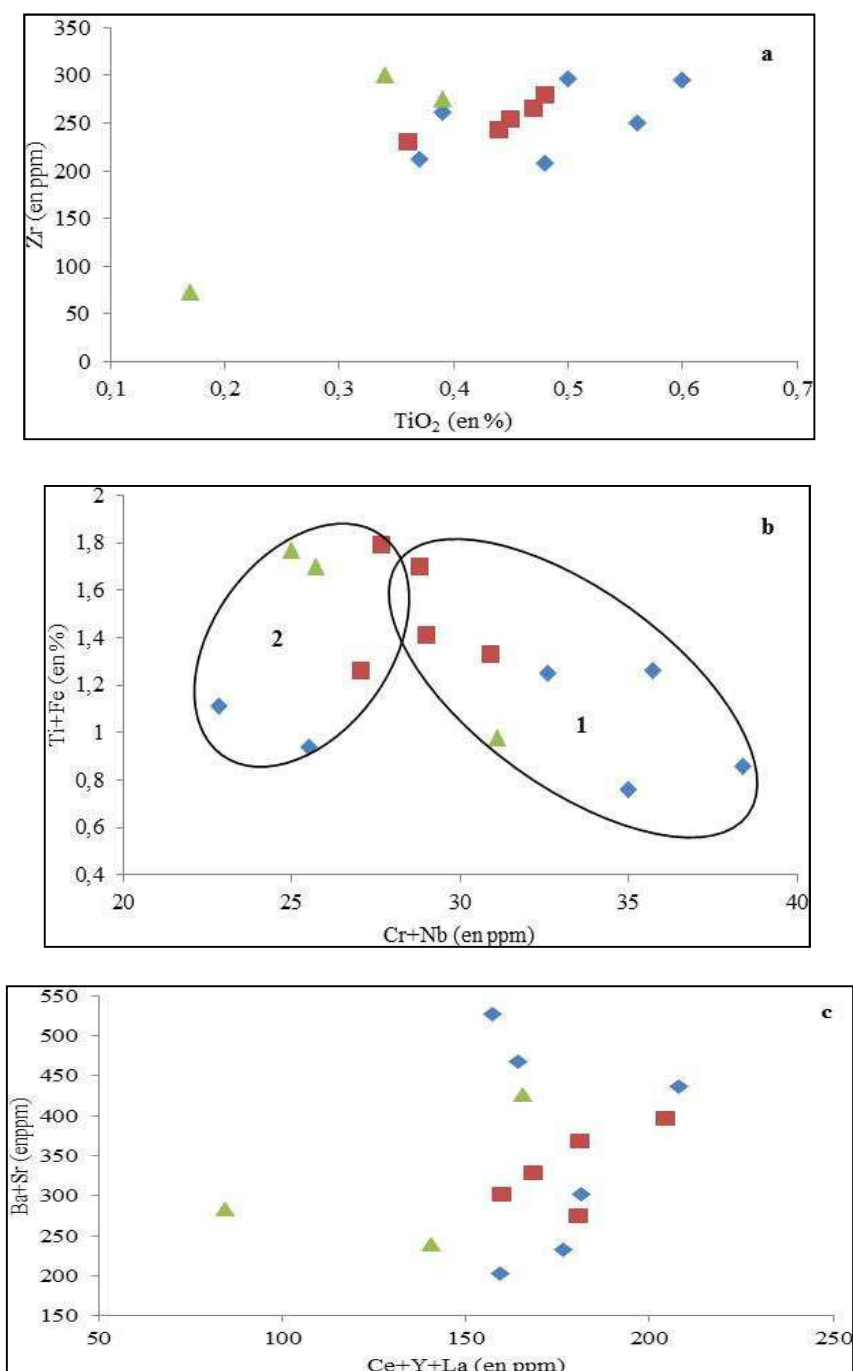 350
300
250
200
150
100
50
0
a
Zr (en ppm)
0,1 0,2 0,3 0,4 0,5 0,6 0,7
TiO₂ (en %)
2
1,8
1,6
1,4
1,2
1
0,8
0,6
0,4
b
2
1
Ti+Fe (en %)
20 25 30 35 40
Cr+Nb (en ppm)
550
500
450
400
350
300
250
200
150
c
Ba+Sr (enppm)
50 100 150 200 250
Ce+Y+La (en ppm)